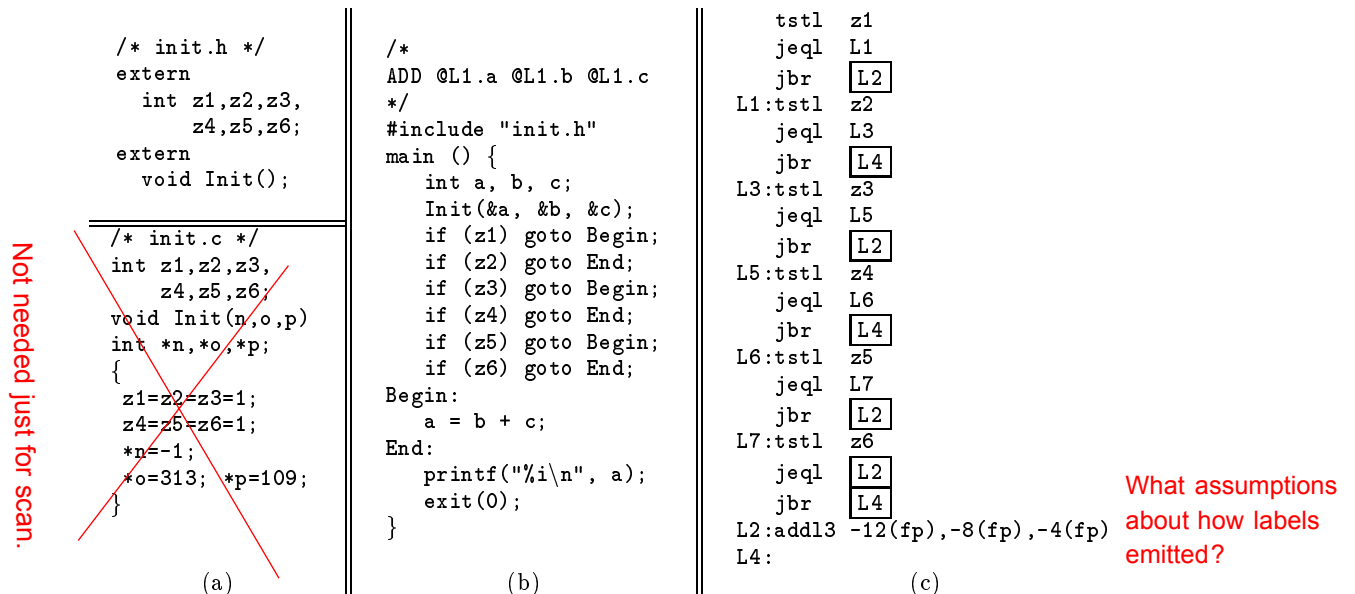 /* init.h */
extern
int z1,z2,z3,
z4,z5,z6;
extern
void Init();
/* init.c */
int z1,z2,z3,
z4,z5,z6;
void Init(n,o,p)
int *n,*o,*p;
{
z1=z2=z3=1;
z4=z5=z6=1;
*n=-1;
*o=313; *p=109;
}
(a)
Not needed just for scan.
/*
ADD @L1.a @L1.b @L1.c
*/
#include "init.h"
main () {
int a, b, c;
Init(&a, &b, &c);
if (z1) goto Begin;
if (z2) goto End;
if (z3) goto Begin;
if (z4) goto End;
if (z5) goto Begin;
if (z6) goto End;
Begin:
a = b + c;
End:
printf("%i\n", a);
exit(0);
}
(b)
tstl z1
jeql L1
jbr L2
L1:tstl z2
jeql L3
jbr L4
L3:tstl z3
jeql L5
jbr L2
L5:tstl z4
jeql L6
jbr L4
L6:tstl z5
jeql L7
jbr L2
L7:tstl z6
jeql L2
jbr L4
L2:addl3 -12(fp),-8(fp),-4(fp)
L4:
(c)
What assumptions
about how labels
emitted?